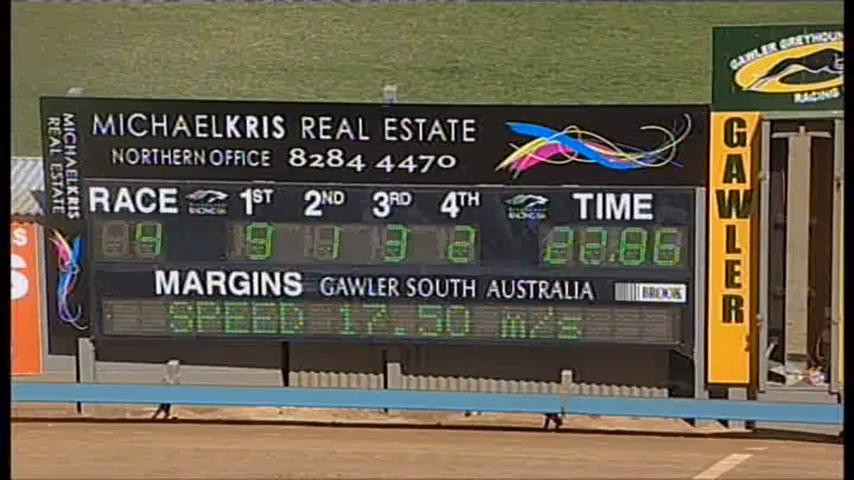 GAWLER GREYHOUND
RACING
MICHAELKRIS REAL ESTATE
NORTHERN OFFICE 8284 4470
MICHAELKRIS
REAL ESTATE
RACE 1ST 2ND 3RD 4TH TIME
4 9 1 3 2 22.86
MARGINS GAWLER SOUTH AUSTRALIA BROOK
SPEED 17.50 m/s
GAWLER